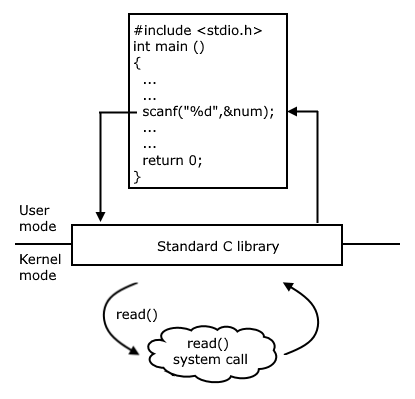 #include <stdio.h>
int main ()
{
...
...
scanf("%d",&num);
...
...
return 0;
}
User
mode
Standard C library
Kernel
mode
read()
read()
system call